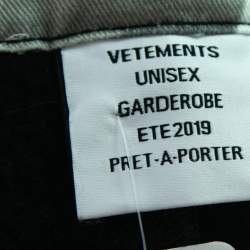 VETEMENTS
UNISEX
GARDEROBE
ETE2019
PRET-A-PORTER